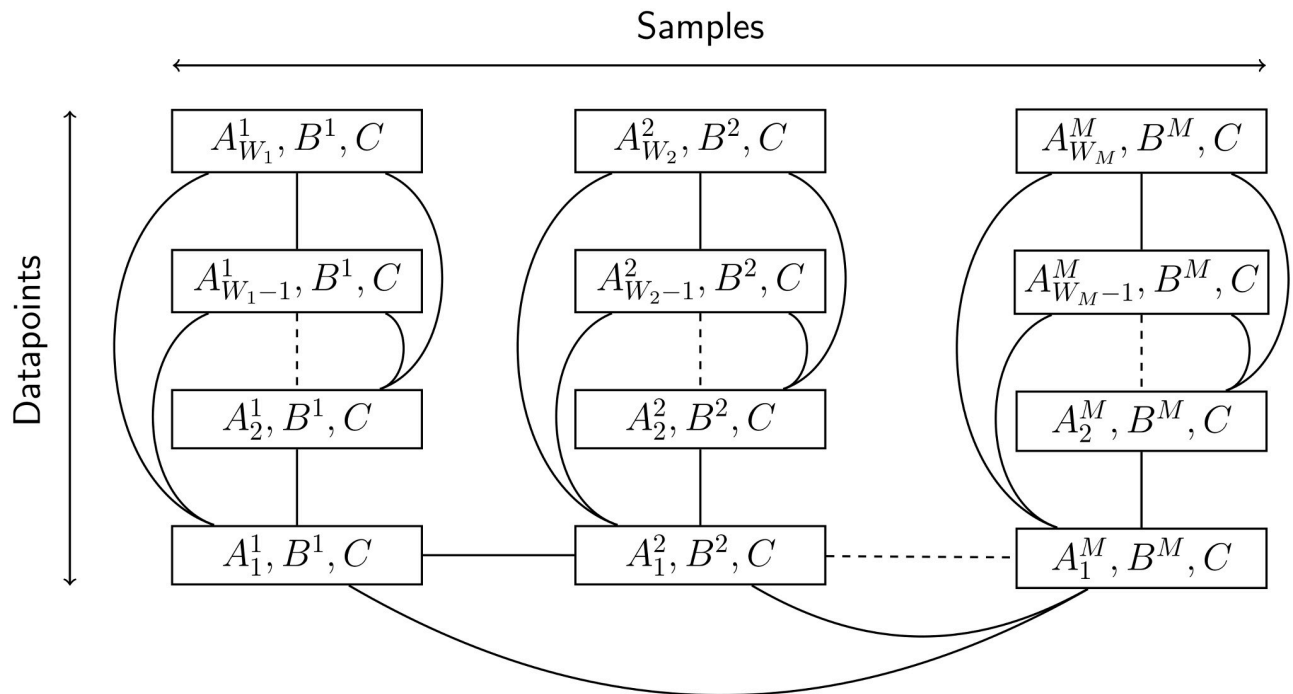 Samples
Datapoints
A^1_{W_1}, B^1, C
A^2_{W_2}, B^2, C
A^M_{W_M}, B^M, C
A^1_{W_1-1}, B^1, C
A^2_{W_2-1}, B^2, C
A^M_{W_M-1}, B^M, C
A^1_2, B^1, C
A^2_2, B^2, C
A^M_2, B^M, C
A^1_1, B^1, C
A^2_1, B^2, C
A^M_1, B^M, C